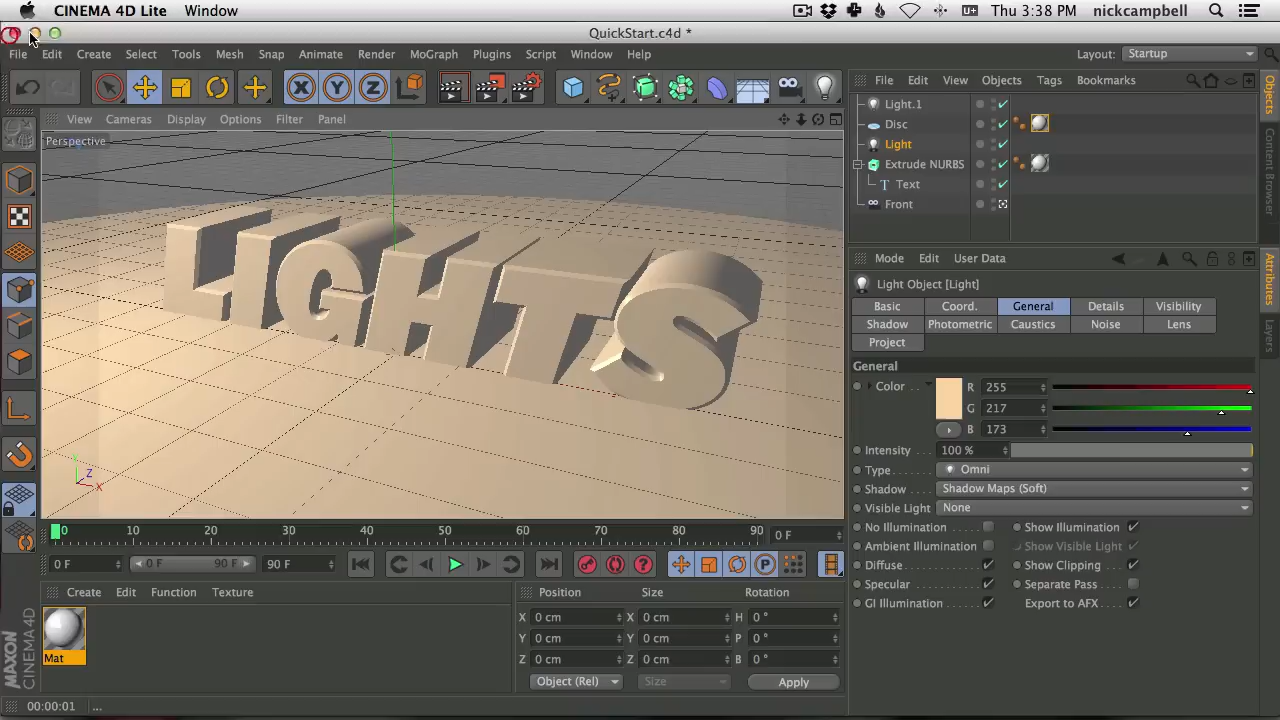 CINEMA 4D Lite Window Thu 3:38 PM nickcampbell
QuickStart.c4d *
File Edit Create Select Tools Mesh Snap Animate Render MoGraph Plugins Script Window Help Layout: Startup
File Edit View Objects Tags Bookmarks
View Cameras Display Options Filter Panel
Perspective
LIGHTS
Y
Z
X
Light.1
Disc
Light
Extrude NURBS
Text
Front
Objects
Content Browser
Mode Edit User Data
Light Object [Light]
Basic Coord. General Details Visibility
Shadow Photometric Caustics Noise Lens
Project
General
Color R 255
G 217
B 173
Intensity 100 %
Type Omni
Shadow Shadow Maps (Soft)
Visible Light None
No Illumination Show Illumination
Ambient Illumination Show Visible Light
Diffuse Show Clipping
Specular Separate Pass
GI Illumination Export to AFX
Attributes
Layers
0 10 20 30 40 50 60 70 80 90 0 F
0 F 0 F 90 F 90 F
Create Edit Function Texture
Mat
Position Size Rotation
X 0 cm X 0 cm H 0 °
Y 0 cm Y 0 cm P 0 °
Z 0 cm Z 0 cm B 0 °
Object (Rel) Size Apply
MAXON
CINEMA 4D
00:00:01 ...